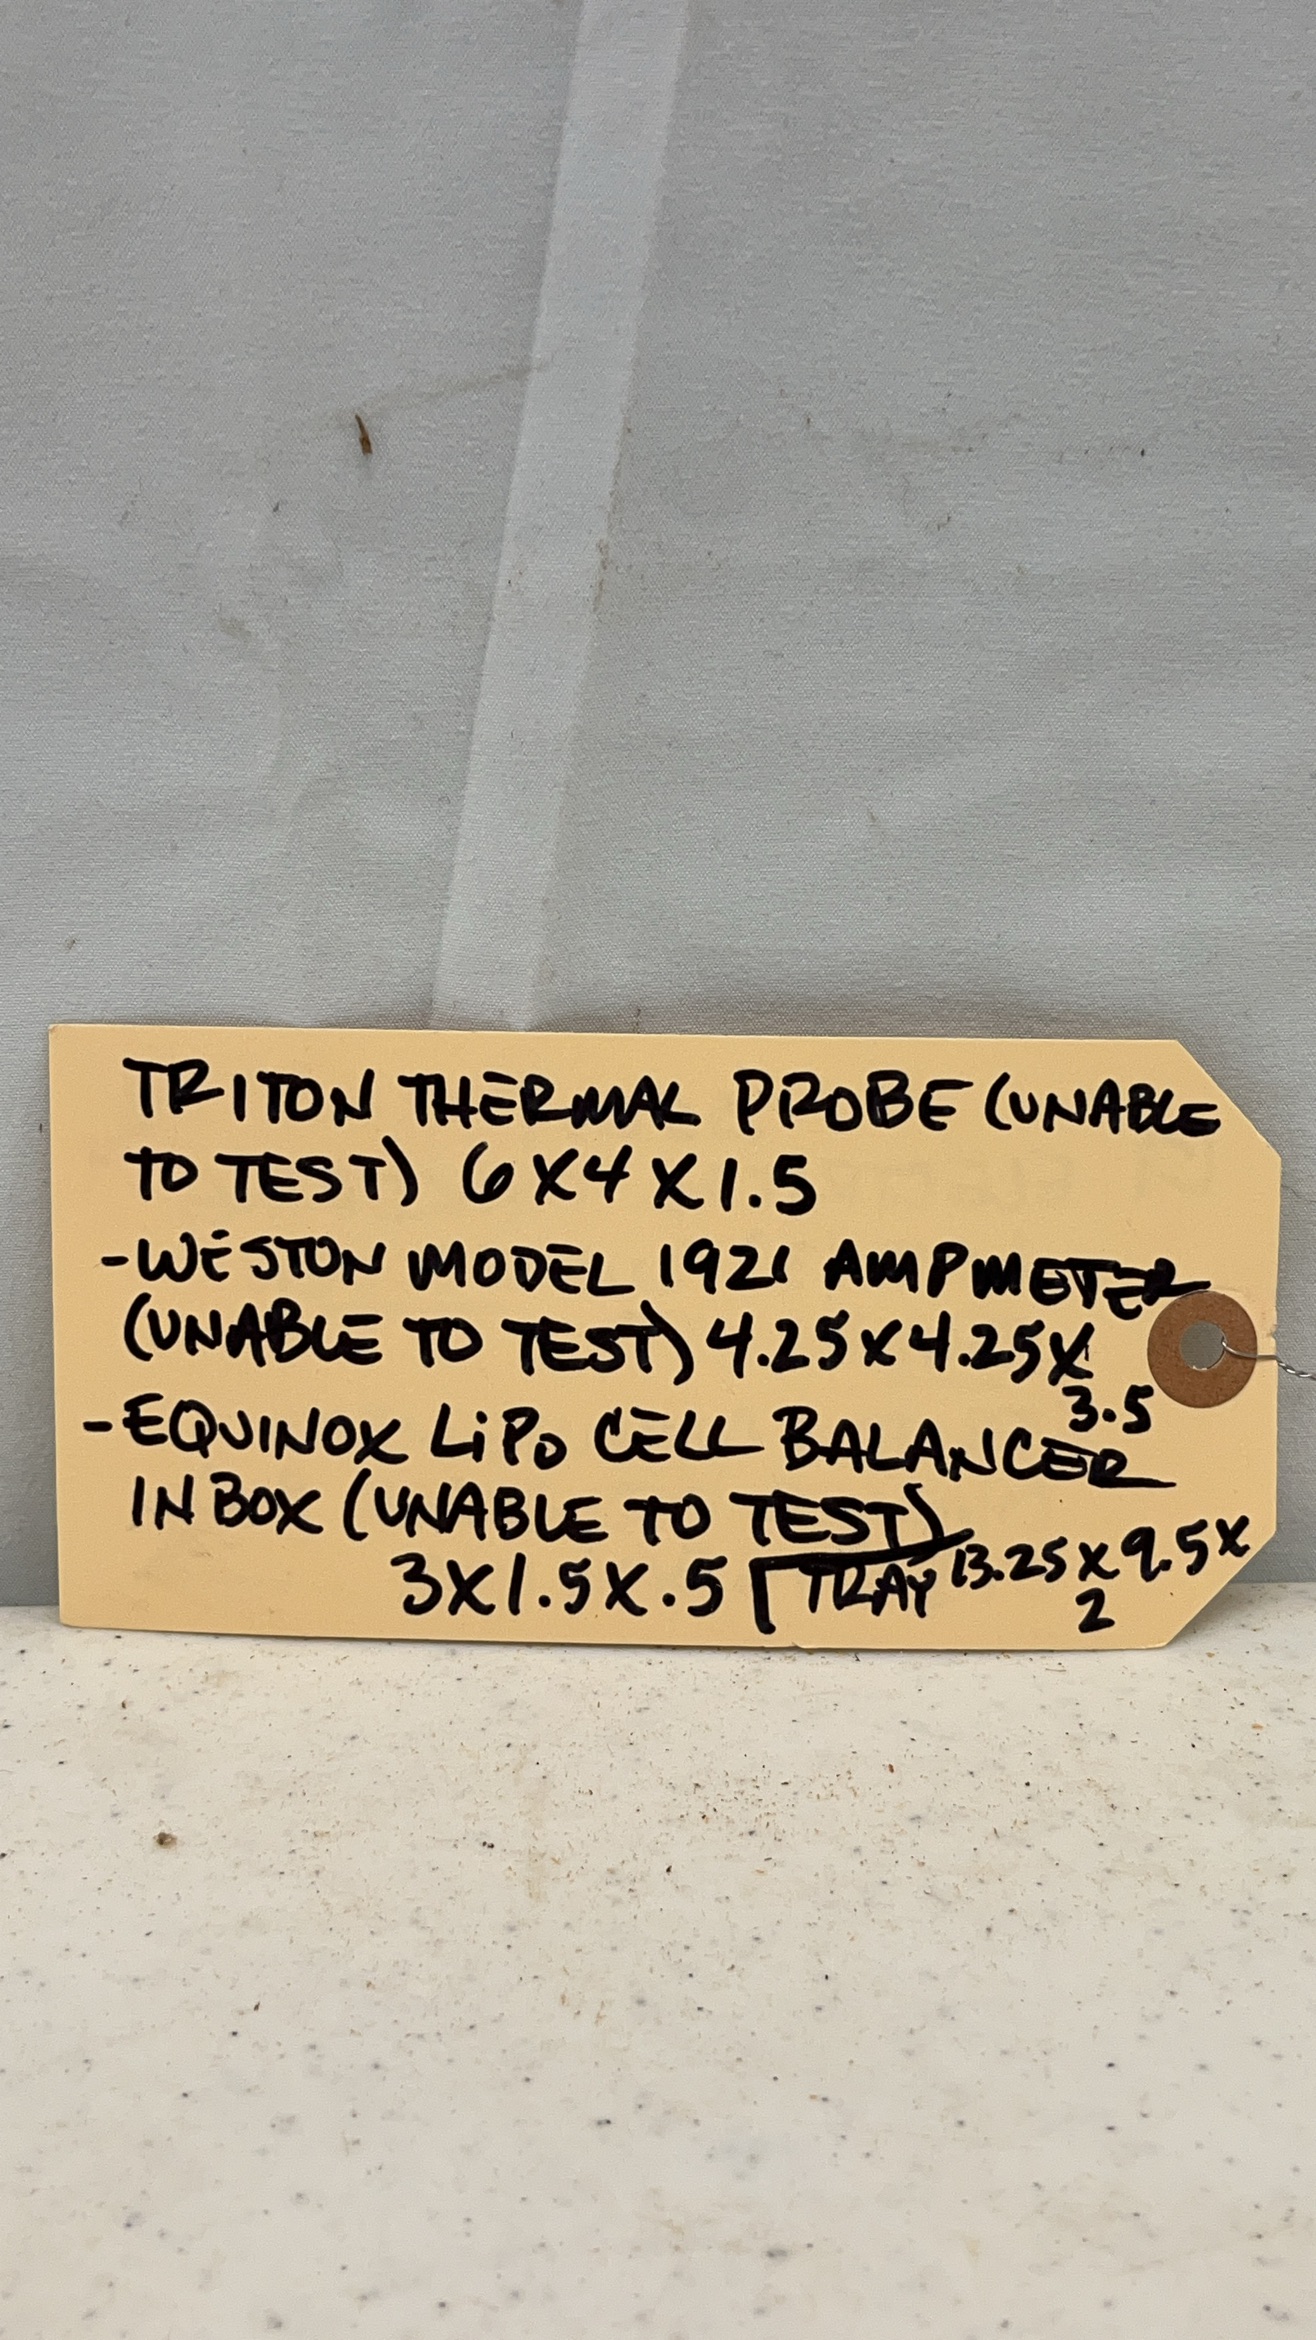 TRITON THERMAL PROBE (UNABLE
TO TEST) 6X4X1.5
-WESTON MODEL 1921 AMPMETER
(UNABLE TO TEST) 4.25X4.25X
3.5
-EQUINOX LiPo CELL BALANCER
IN BOX (UNABLE TO TEST)
3X1.5X.5 TRAY 13.25X9.5X
2